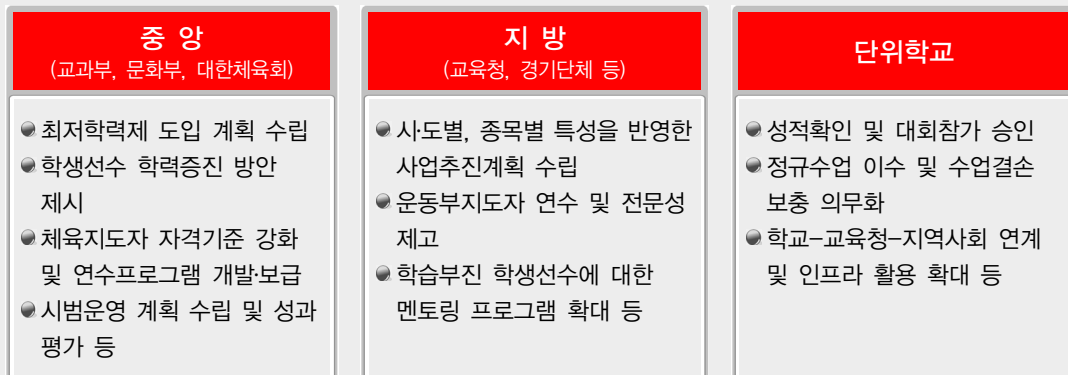 중 앙
(교과부, 문화부, 대한체육회)
최저학력제 도입 계획 수립
학생선수 학력증진 방안
제시
체육지도자 자격기준 강화
및 연수프로그램 개발·보급
시범운영 계획 수립 및 성과
평가 등
지 방
(교육청, 경기단체 등)
시·도별, 종목별 특성을 반영한
사업추진계획 수립
운동부지도자 연수 및 전문성
제고
학습부진 학생선수에 대한
멘토링 프로그램 확대 등
단위학교
성적확인 및 대회참가 승인
정규수업 이수 및 수업결손
보충 의무화
학교–교육청–지역사회 연계
및 인프라 활용 확대 등